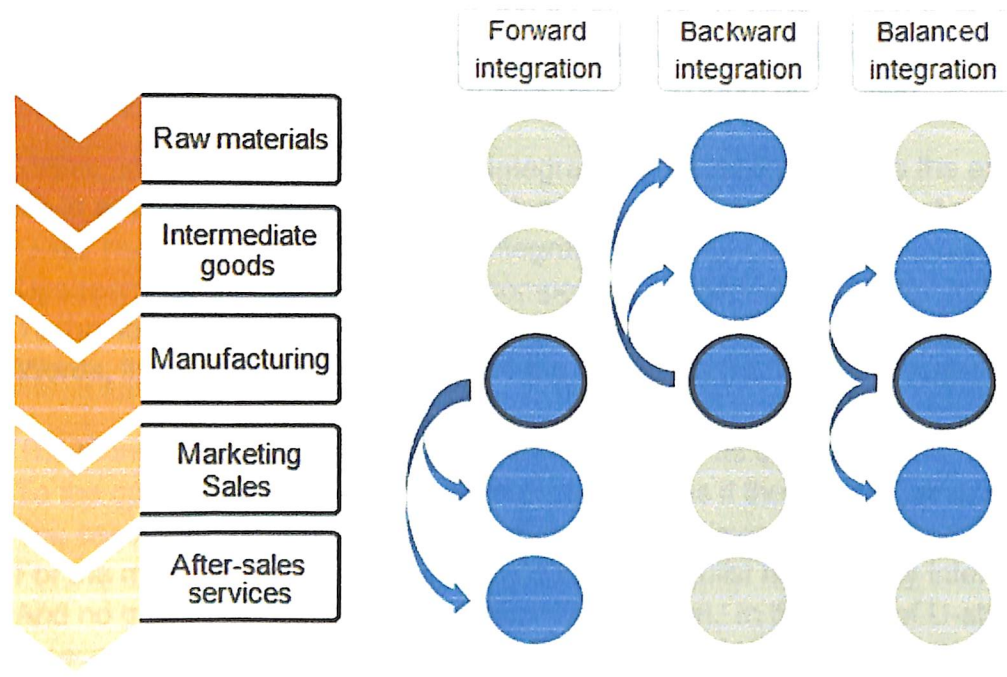 Forward
integration
Backward
integration
Balanced
integration
Raw materials
Intermediate
goods
Manufacturing
Marketing
Sales
After-sales
services